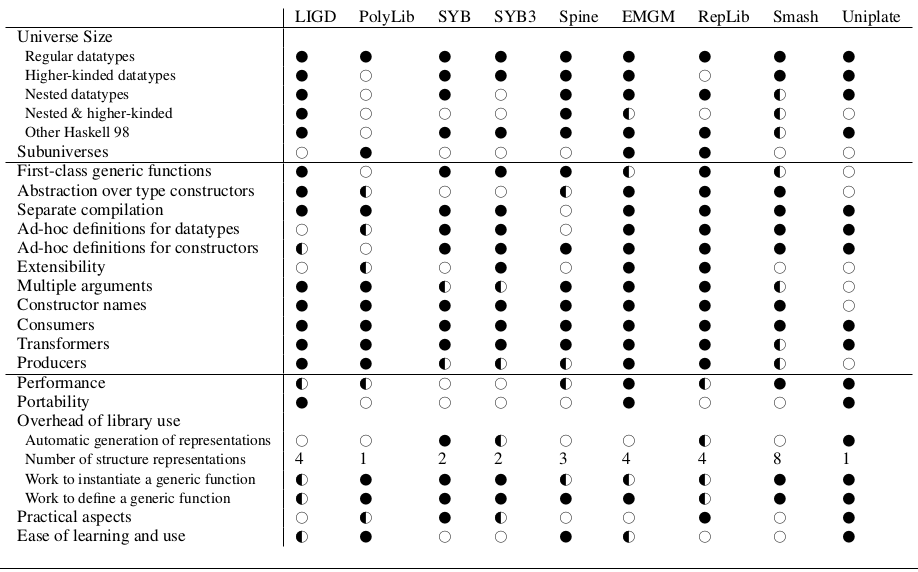 LIGD PolyLib SYB SYB3 Spine EMGM RepLib Smash Uniplate
Universe Size
Regular datatypes ● ● ● ● ● ● ● ● ●
Higher-kinded datatypes ● ○ ● ● ● ● ○ ● ●
Nested datatypes ● ○ ● ○ ● ● ● ◐ ●
Nested & higher-kinded ● ○ ○ ○ ● ◐ ○ ◐ ○
Other Haskell 98 ● ○ ● ● ● ● ● ◐ ●
Subuniverses ○ ● ○ ○ ○ ● ● ○ ○
First-class generic functions ● ○ ● ● ● ◐ ● ◐ ○
Abstraction over type constructors ● ◐ ○ ○ ◐ ● ● ● ○
Separate compilation ● ● ● ● ○ ● ● ● ●
Ad-hoc definitions for datatypes ○ ◐ ● ● ○ ● ● ● ●
Ad-hoc definitions for constructors ◐ ○ ● ● ● ● ● ● ●
Extensibility ○ ◐ ○ ● ○ ● ● ○ ○
Multiple arguments ● ● ◐ ◐ ● ● ● ◐ ○
Constructor names ● ● ● ● ● ● ● ● ○
Consumers ● ● ● ● ● ● ● ● ●
Transformers ● ● ● ● ● ● ● ◐ ●
Producers ● ● ◐ ◐ ◐ ● ● ◐ ○
Performance ◐ ◐ ○ ○ ◐ ● ◐ ● ●
Portability ● ○ ○ ○ ○ ● ○ ○ ●
Overhead of library use
Automatic generation of representations ○ ○ ● ◐ ○ ○ ◐ ○ ●
Number of structure representations 4 1 2 2 3 4 4 8 1
Work to instantiate a generic function ◐ ● ● ● ◐ ◐ ◐ ● ●
Work to define a generic function ◐ ● ● ● ● ● ◐ ● ●
Practical aspects ○ ◐ ● ◐ ○ ○ ● ○ ●
Ease of learning and use ◐ ● ○ ○ ● ◐ ○ ○ ●